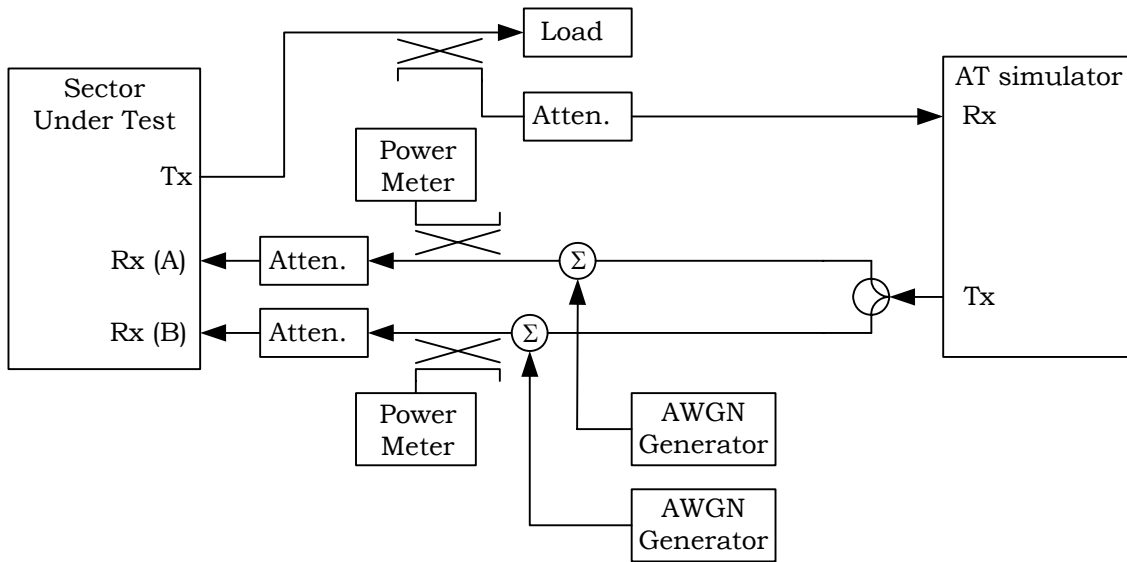 Load
Sector
Under Test
AT simulator
Atten.
Rx
Power
Meter
Tx
Rx (A)
Atten.
Σ
Tx
Rx (B)
Atten.
Σ
Power
Meter
AWGN
Generator
AWGN
Generator